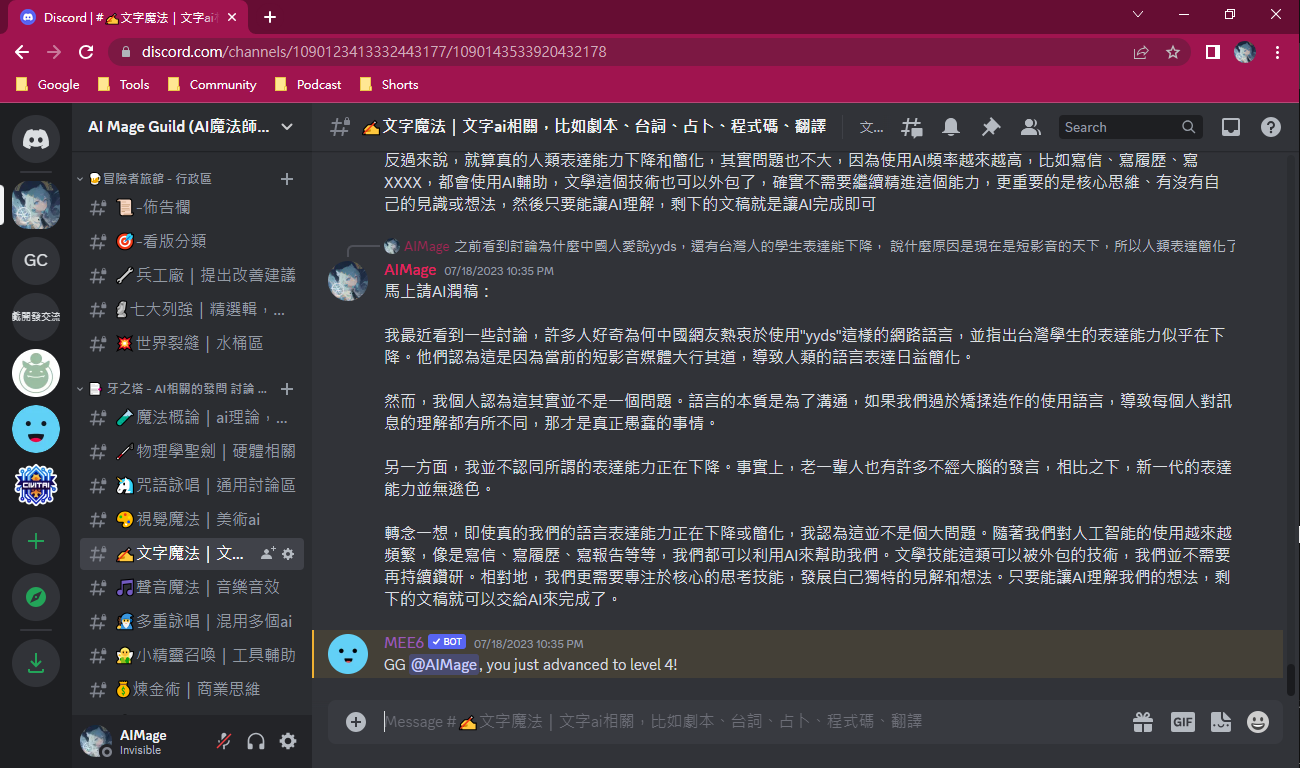 Discord | # ✍文字魔法 | 文字ai
discord.com/channels/1090123413332443177/1090143533920432178
Google
Tools
Community
Podcast
Shorts
GC
戲開發交流
CIVITAI
AI Mage Guild (AI魔法師...
🍺冒險者旅館 - 行政區
📜-佈告欄
🎯-看版分類
兵工廠｜提出改善建議
七大列強｜精選輯，...
💥世界裂縫｜水桶區
牙之塔 - AI相關的發問 討論 ...
🧪魔法概論｜ai理論，...
物理學聖劍｜硬體相關
🦄咒語詠唱｜通用討論區
🎨視覺魔法｜美術ai
✍文字魔法｜文...
🎵聲音魔法｜音樂音效
多重詠唱｜混用多個ai
小精靈召喚｜工具輔助
💰煉金術｜商業思維
AIMage
Invisible
✍文字魔法｜文字ai相關，比如劇本、台詞、占卜、程式碼、翻譯
文...
Search
反過來說，就算真的人類表達能力下降和簡化，其實問題也不大，因為使用AI頻率越來越高，比如寫信、寫履歷、寫
XXXX，都會使用AI輔助，文學這個技術也可以外包了，確實不需要繼續精進這個能力，更重要的是核心思維、有沒有自
己的見識或想法，然後只要能讓AI理解，剩下的文稿就是讓AI完成即可
AIMage 之前看到討論為什麼中國人愛說yyds，還有台灣人的學生表達能下降， 說什麼原因是現在是短影音的天下，所以人類表達簡化了
AIMage 07/18/2023 10:35 PM
馬上請AI潤稿：
我最近看到一些討論，許多人好奇為何中國網友熱衷於使用"yyds"這樣的網路語言，並指出台灣學生的表達能力似乎在下
降。他們認為這是因為當前的短影音媒體大行其道，導致人類的語言表達日益簡化。
然而，我個人認為這其實並不是一個問題。語言的本質是為了溝通，如果我們過於矯揉造作的使用語言，導致每個人對訊
息的理解都有所不同，那才是真正愚蠢的事情。
另一方面，我並不認同所謂的表達能力正在下降。事實上，老一輩人也有許多不經大腦的發言，相比之下，新一代的表達
能力並無遜色。
轉念一想，即使真的我們的語言表達能力正在下降或簡化，我認為這並不是個大問題。隨著我們對人工智能的使用越來越
頻繁，像是寫信、寫履歷、寫報告等等，我們都可以利用AI來幫助我們。文學技能這類可以被外包的技術，我們並不需要
再持續鑽研。相對地，我們更需要專注於核心的思考技能，發展自己獨特的見解和想法。只要能讓AI理解我們的想法，剩
下的文稿就可以交給AI來完成了。
MEE6 ✓ BOT 07/18/2023 10:35 PM
GG @AIMage, you just advanced to level 4!
Message #✍文字魔法｜文字ai相關，比如劇本、台詞、占卜、程式碼、翻譯
GIF